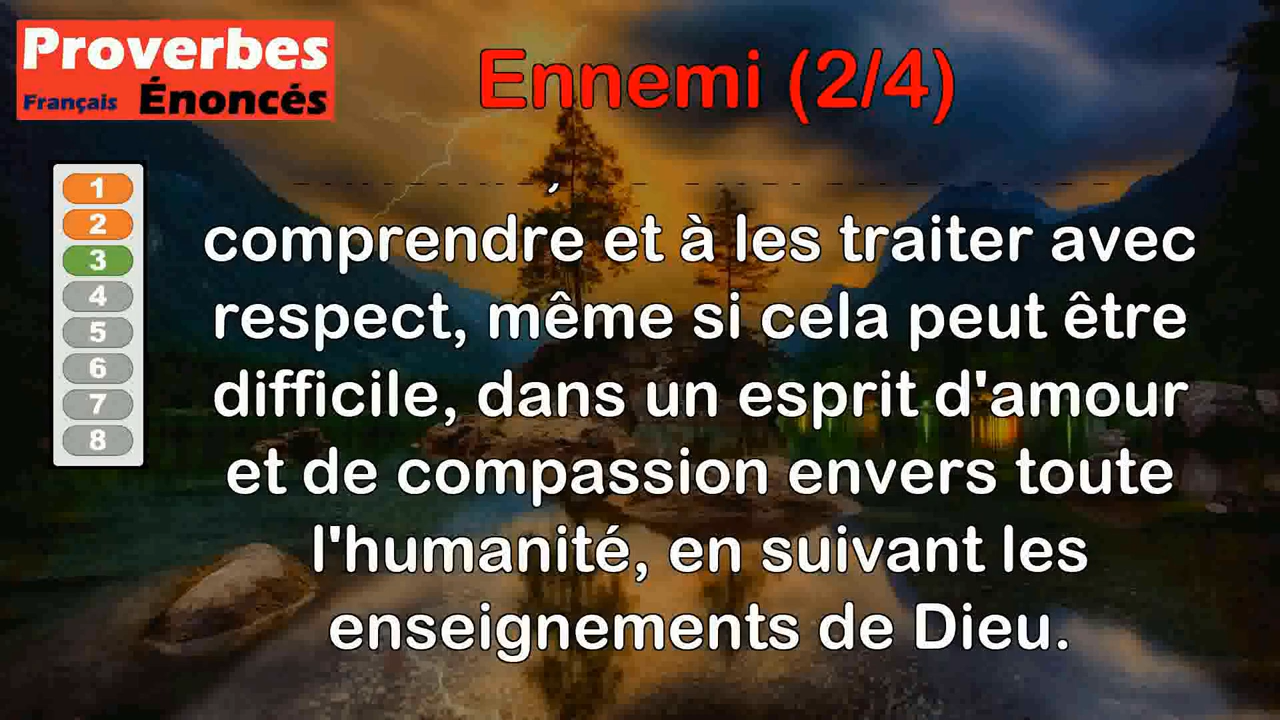 Proverbes
Français Énoncés
Ennemi (2/4)
1
2
3
4
5
6
7
8
comprendre et à les traiter avec
respect, même si cela peut être
difficile, dans un esprit d'amour
et de compassion envers toute
l'humanité, en suivant les
enseignements de Dieu.